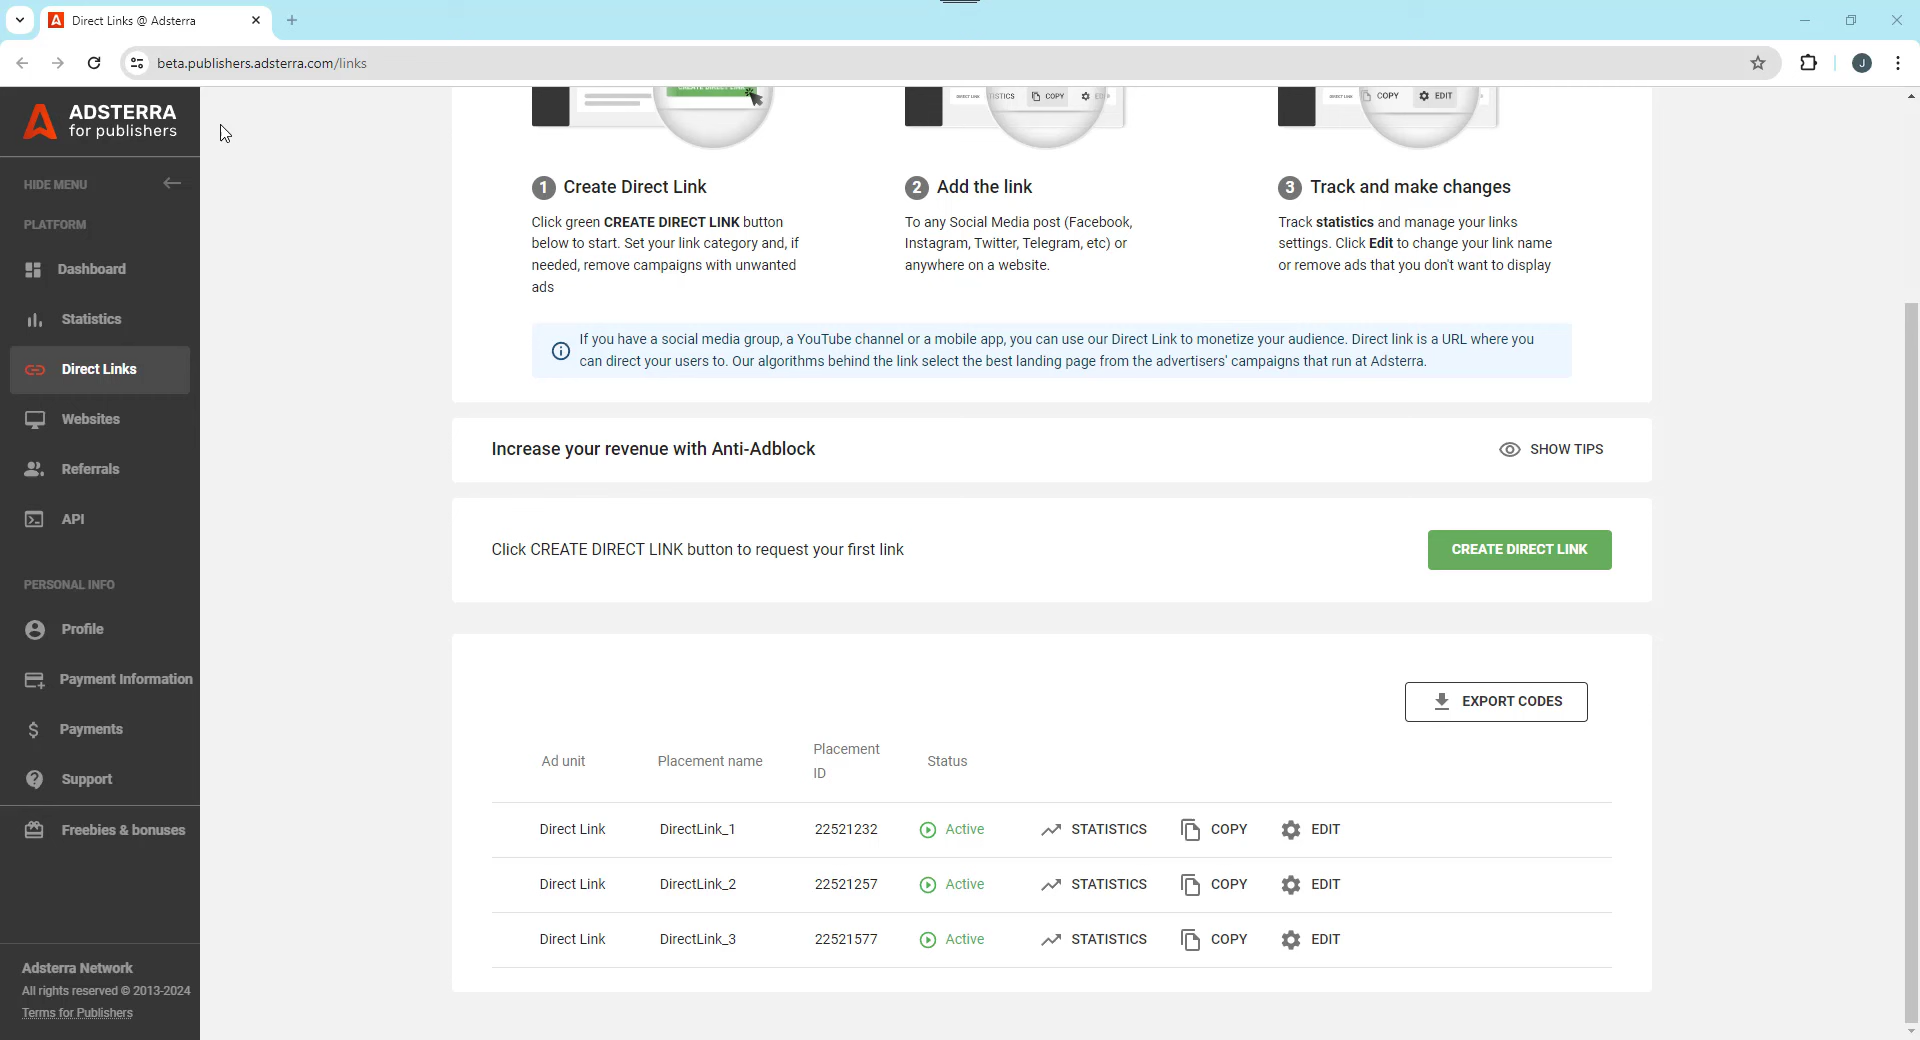 Direct Links @ Adsterra
beta.publishers.adsterra.com/links
J
ADSTERRA
for publishers
HIDE MENU
PLATFORM
Dashboard
Statistics
Direct Links
Websites
Referrals
API
PERSONAL INFO
Profile
Payment Information
Payments
Support
Freebies & bonuses
Adsterra Network
All rights reserved © 2013-2024
Terms for Publishers
DIRECT LINK
COPY
DIRECT LINK
COPY
EDIT
1 Create Direct Link
Click green CREATE DIRECT LINK button
below to start. Set your link category and, if
needed, remove campaigns with unwanted
ads
2 Add the link
To any Social Media post (Facebook,
Instagram, Twitter, Telegram, etc) or
anywhere on a website.
3 Track and make changes
Track statistics and manage your links
settings. Click Edit to change your link name
or remove ads that you don't want to display
If you have a social media group, a YouTube channel or a mobile app, you can use our Direct Link to monetize your audience. Direct link is a URL where you
can direct your users to. Our algorithms behind the link select the best landing page from the advertisers' campaigns that run at Adsterra.
Increase your revenue with Anti-Adblock
SHOW TIPS
Click CREATE DIRECT LINK button to request your first link
CREATE DIRECT LINK
EXPORT CODES
Ad unit Placement name Placement ID Status
Direct Link DirectLink_1 22521232 Active STATISTICS COPY EDIT
Direct Link DirectLink_2 22521257 Active STATISTICS COPY EDIT
Direct Link DirectLink_3 22521577 Active STATISTICS COPY EDIT